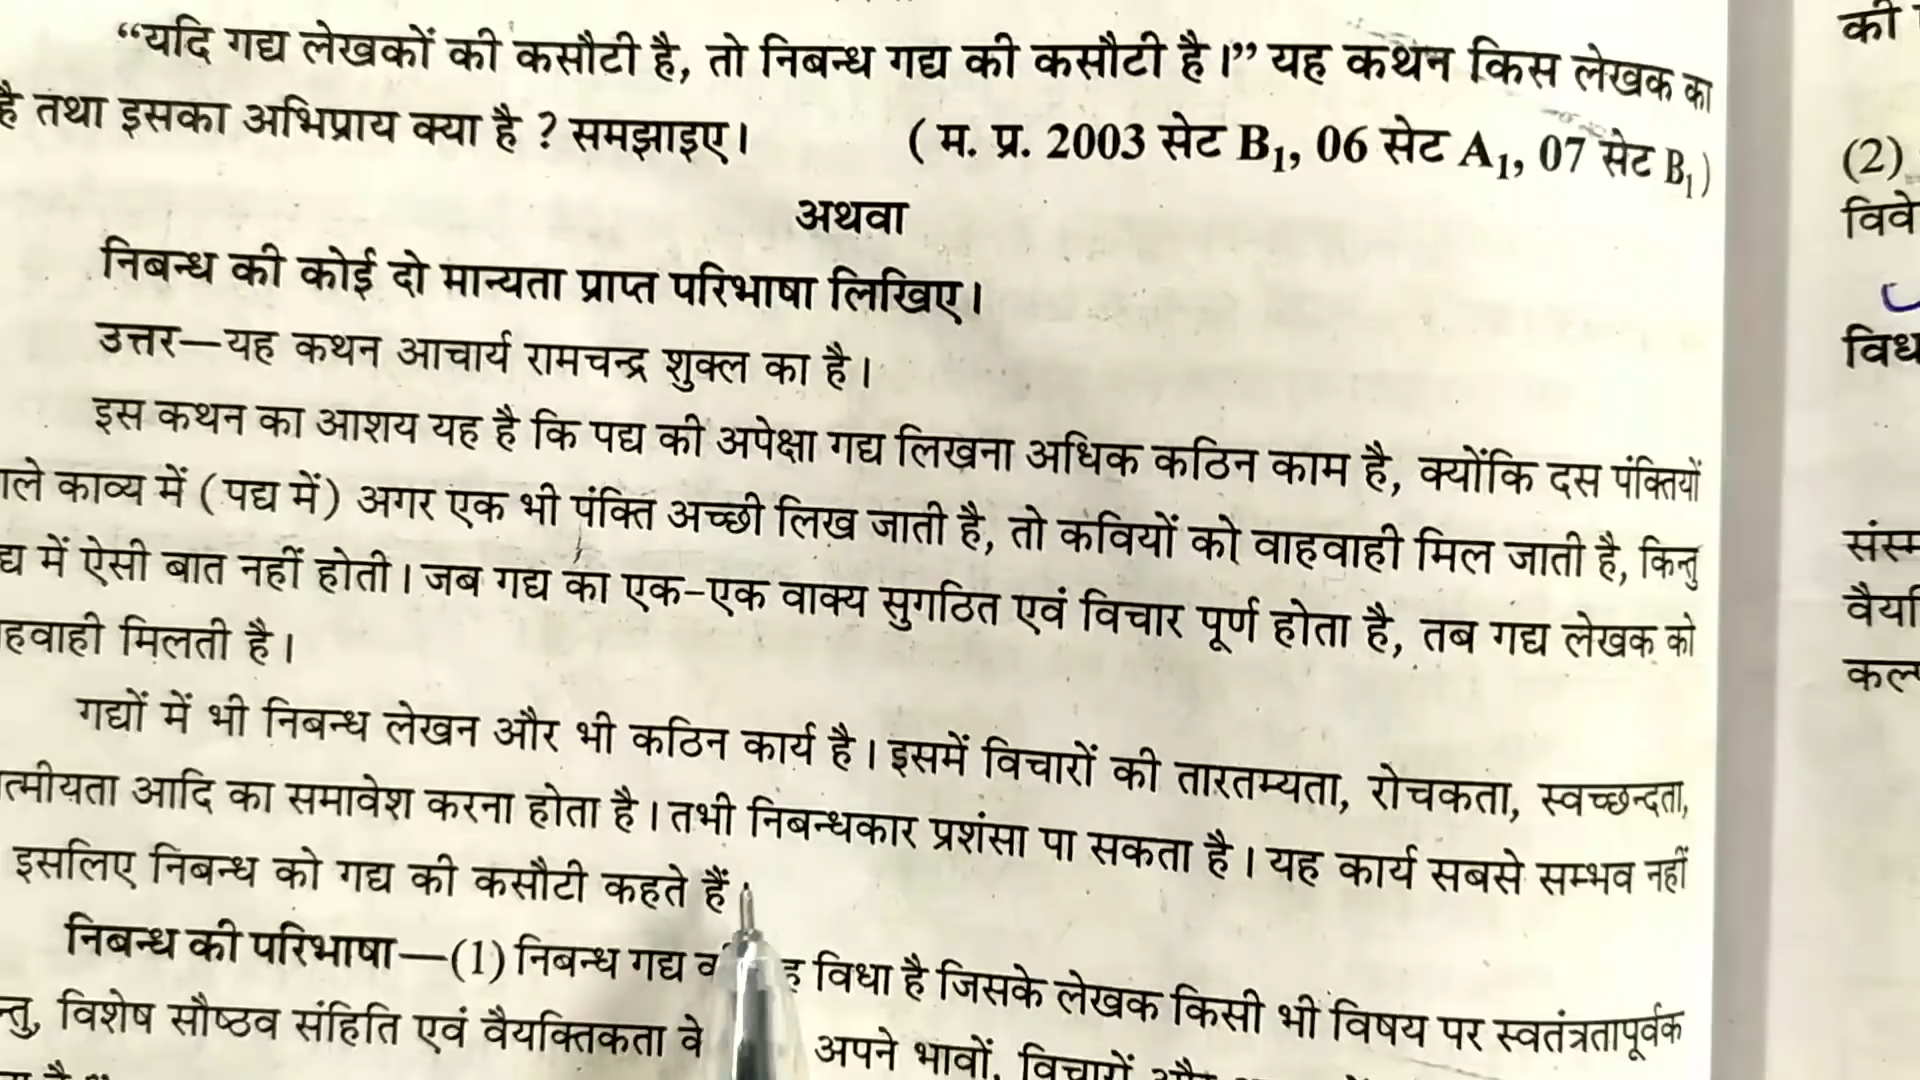 “यदि गद्य लेखकों की कसौटी है, तो निबन्ध गद्य की कसौटी है।” यह कथन किस लेखक का
है तथा इसका अभिप्राय क्या है ? समझाइए। ( म. प्र. 2003 सेट B₁, 06 सेट A₁, 07 सेट B₁)
अथवा
निबन्ध की कोई दो मान्यता प्राप्त परिभाषा लिखिए।
उत्तर—यह कथन आचार्य रामचन्द्र शुक्ल का है।
इस कथन का आशय यह है कि पद्य की अपेक्षा गद्य लिखना अधिक कठिन काम है, क्योंकि दस पंक्तियों
काव्य में ( पद्य में ) अगर एक भी पंक्ति अच्छी लिख जाती है, तो कवियों को वाहवाही मिल जाती है, किन्तु
में ऐसी बात नहीं होती। जब गद्य का एक-एक वाक्य सुगठित एवं विचार पूर्ण होता है, तब गद्य लेखक को
मिलती है।
गद्यों में भी निबन्ध लेखन और भी कठिन कार्य है। इसमें विचारों की तारतम्यता, रोचकता, स्वच्छन्दता,
आदि का समावेश करना होता है। तभी निबन्धकार प्रशंसा पा सकता है। यह कार्य सबसे सम्भव नहीं
इसलिए निबन्ध को गद्य की कसौटी कहते हैं
निबन्ध की परिभाषा—(1) निबन्ध गद्य विधा है जिसके लेखक किसी भी विषय पर स्वतंत्रतापूर्वक
विशेष सौष्ठव संहिति एवं वैयक्तिकता अपने भावों, विचारों और
की
(2)